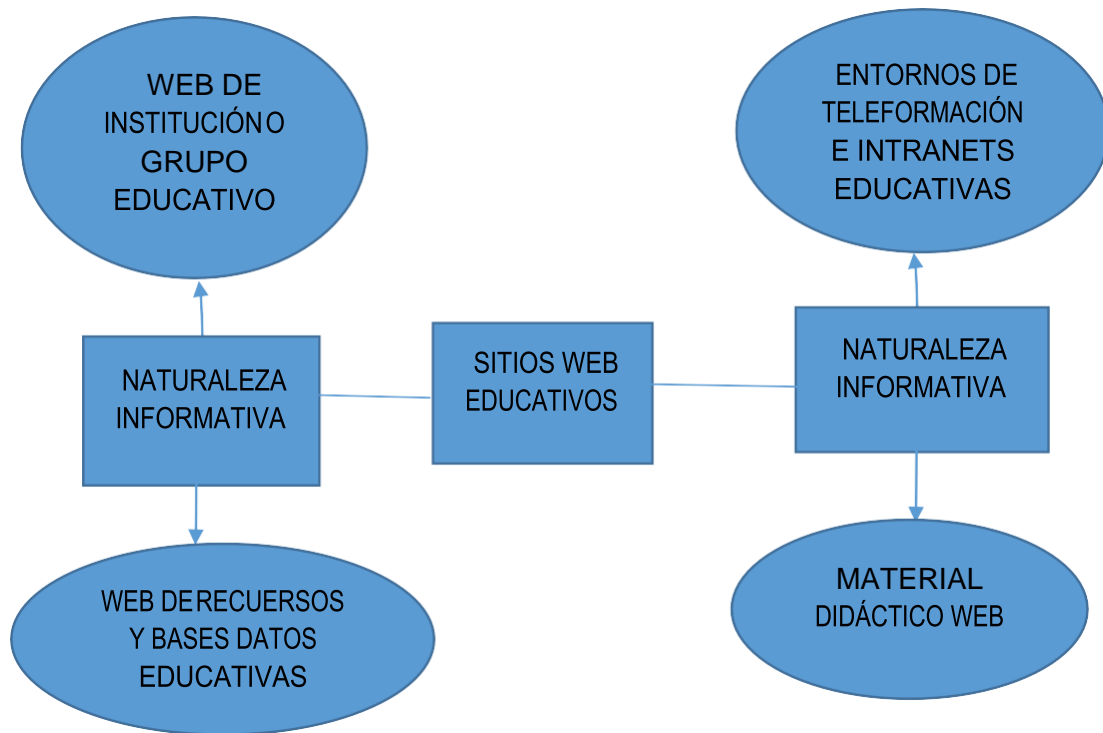 WEB DE
INSTITUCIÓN O
GRUPO
EDUCATIVO
ENTORNOS DE
TELEFORMACIÓN
E INTRANETS
EDUCATIVAS
NATURALEZA
INFORMATIVA
SITIOS WEB
EDUCATIVOS
NATURALEZA
INFORMATIVA
WEB DE RECUERSOS
Y BASES DATOS
EDUCATIVAS
MATERIAL
DIDÁCTICO WEB